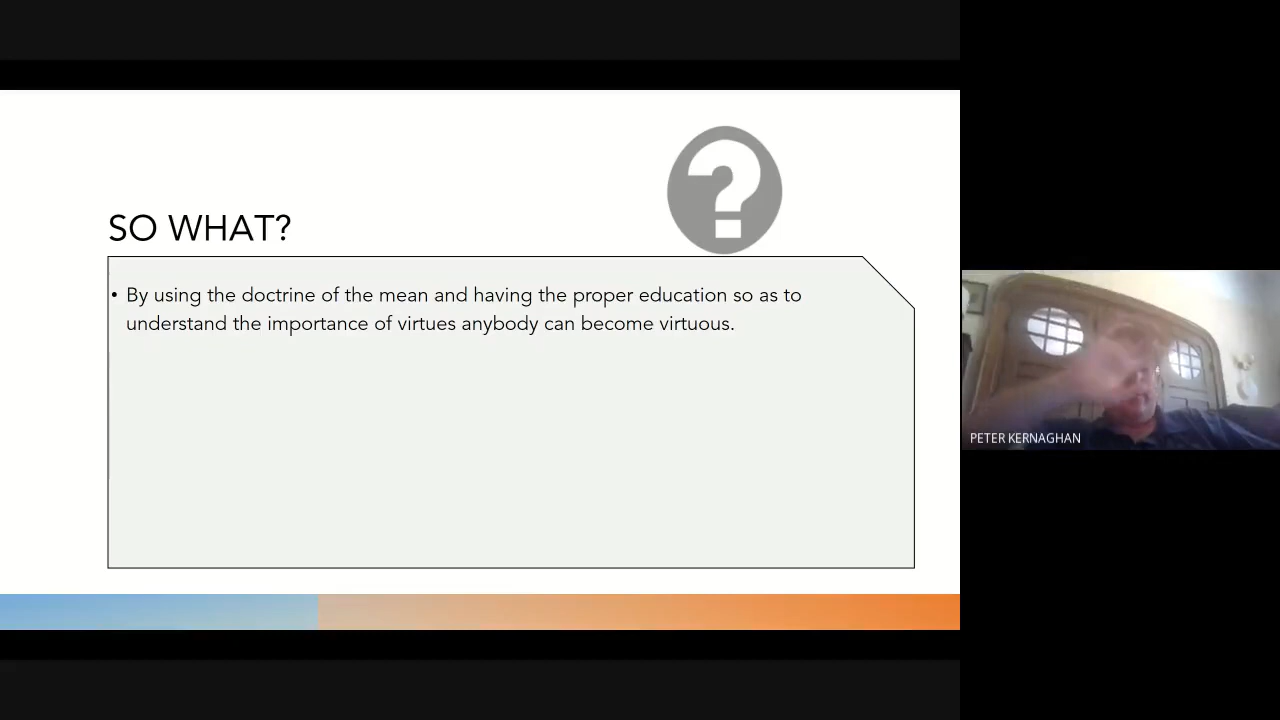 SO WHAT?
• By using the doctrine of the mean and having the proper education so as to
understand the importance of virtues anybody can become virtuous.
PETER KERNAGHAN